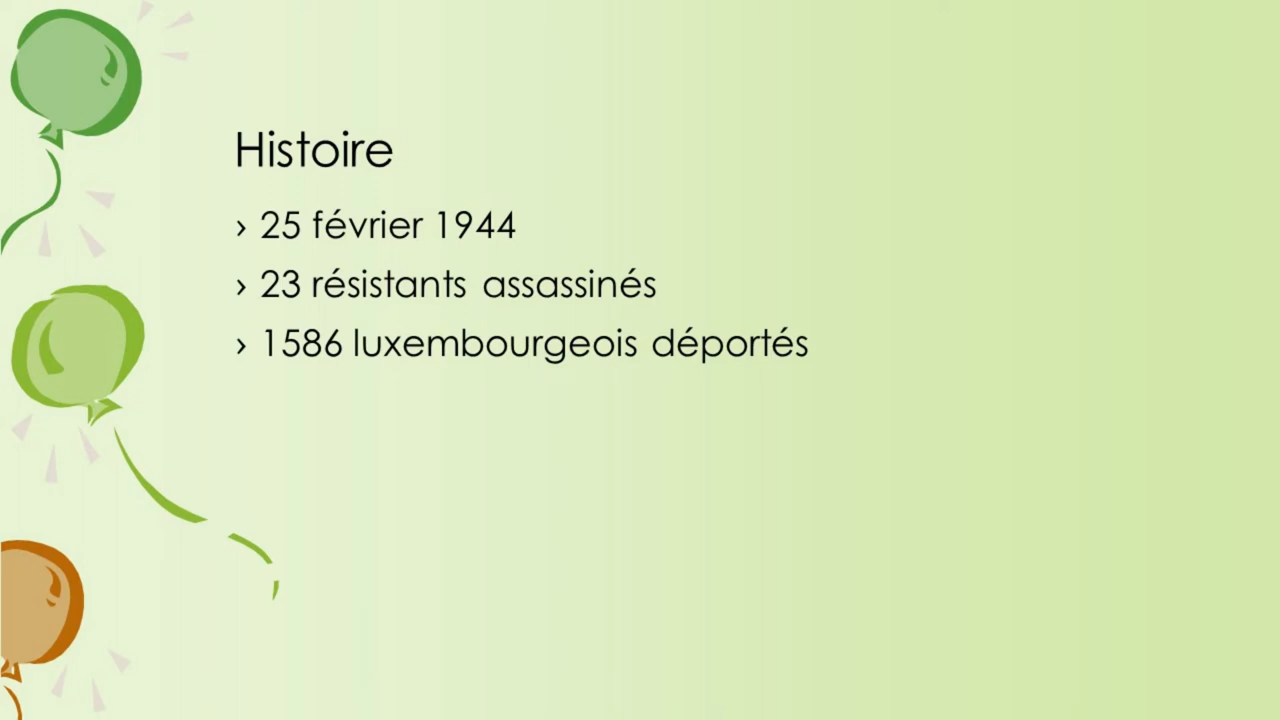 Histoire
› 25 février 1944
› 23 résistants assassinés
› 1586 luxembourgeois déportés